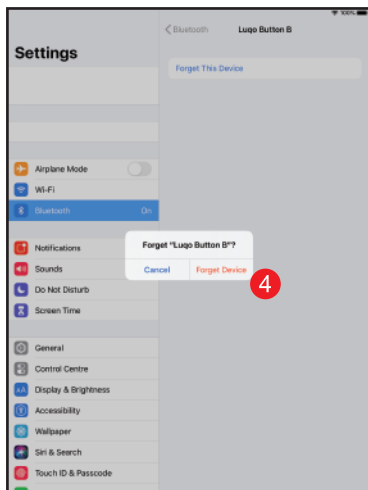 100%
Settings
Bluetooth
Luqo Button B
Forget This Device
Airplane Mode
Wi-Fi
Bluetooth
On
Forget "Luqo Button B"?
Cancel
Forget Device
4
Notifications
Sounds
Do Not Disturb
Screen Time
General
Control Centre
AA
Display & Brightness
Accessibility
Wallpaper
Siri & Search
Touch ID & Passcode